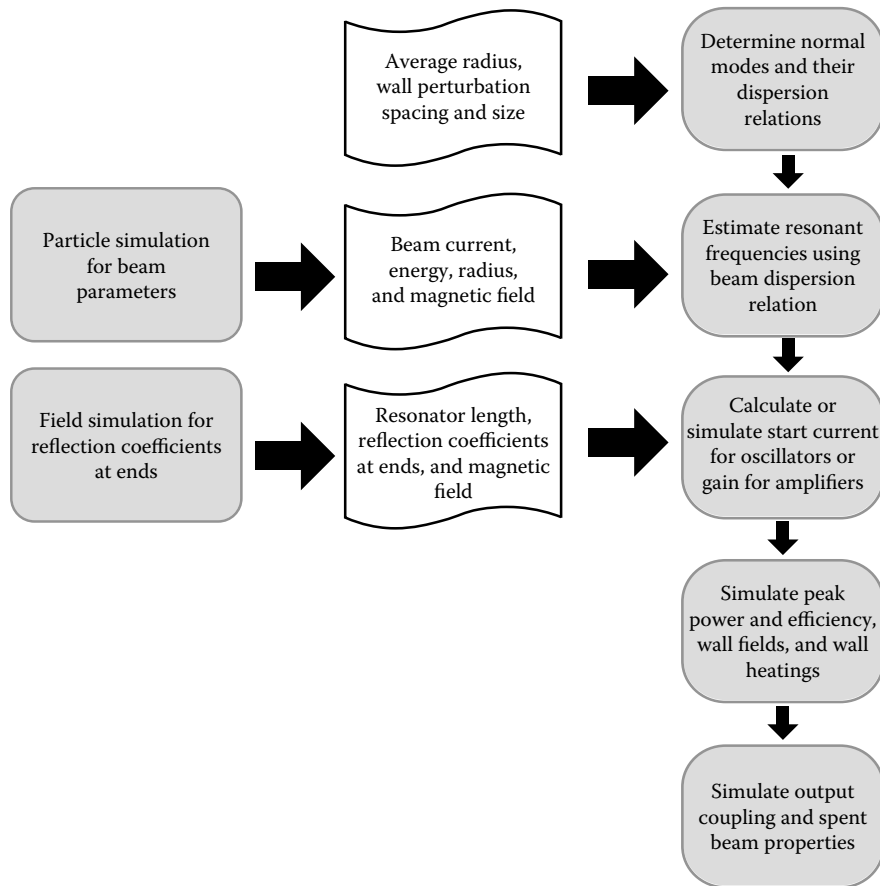 Average radius,
wall perturbation
spacing and size
Determine normal
modes and their
dispersion
relations
Particle simulation
for beam
parameters
Beam current,
energy, radius,
and magnetic field
Estimate resonant
frequencies using
beam dispersion
relation
Field simulation for
reflection coefficients
at ends
Resonator length,
reflection coefficients
at ends, and magnetic
field
Calculate or
simulate start current
for oscillators or
gain for amplifiers
Simulate peak
power and efficiency,
wall fields, and wall
heatings
Simulate output
coupling and spent
beam properties